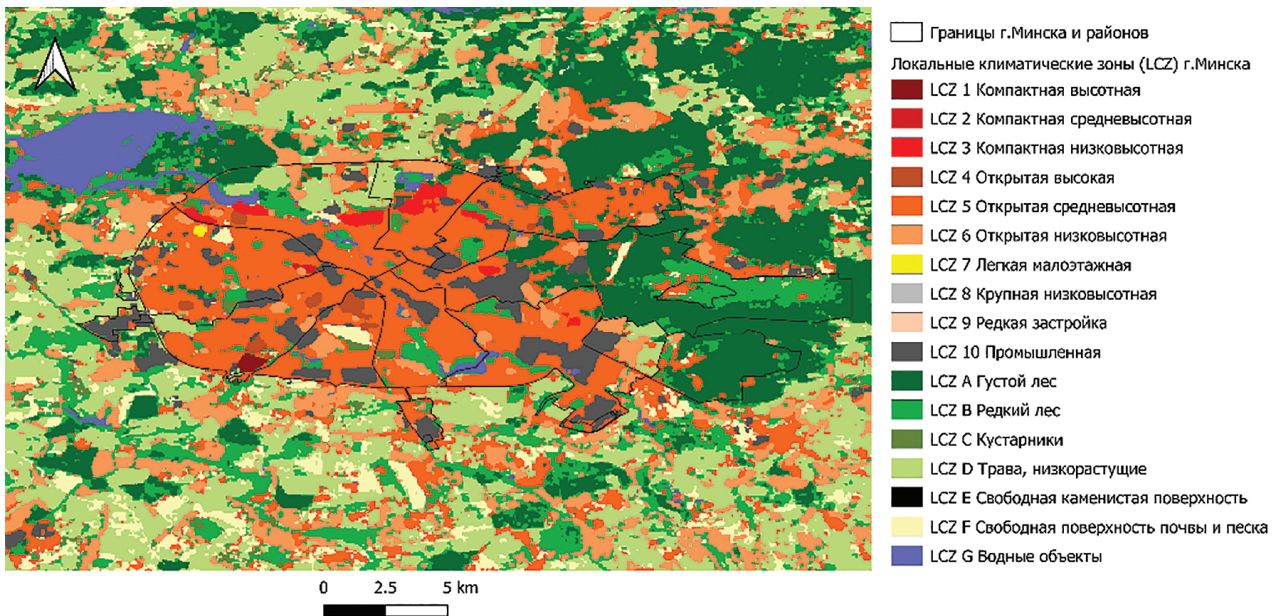 Границы г.Минска и районов
Локальные климатические зоны (LCZ) г.Минска
LCZ 1 Компактная высотная
LCZ 2 Компактная средневысотная
LCZ 3 Компактная низковысотная
LCZ 4 Открытая высокая
LCZ 5 Открытая средневысотная
LCZ 6 Открытая низковысотная
LCZ 7 Легкая малоэтажная
LCZ 8 Крупная низковысотная
LCZ 9 Редкая застройка
LCZ 10 Промышленная
LCZ A Густой лес
LCZ B Редкий лес
LCZ C Кустарники
LCZ D Трава, низкорастущие
LCZ E Свободная каменистая поверхность
LCZ F Свободная поверхность почвы и песка
LCZ G Водные объекты
0 2.5 5 km